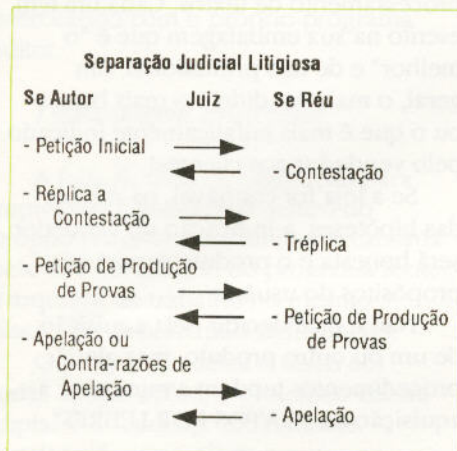 Separação Judicial Litigiosa
Se Autor Juiz Se Réu
- Petição Inicial
- Contestação
- Réplica a
Contestação
- Tréplica
- Petição de Produção
de Provas
- Petição de Produção
de Provas
- Apelação ou
Contra-razões de
Apelação
- Apelação